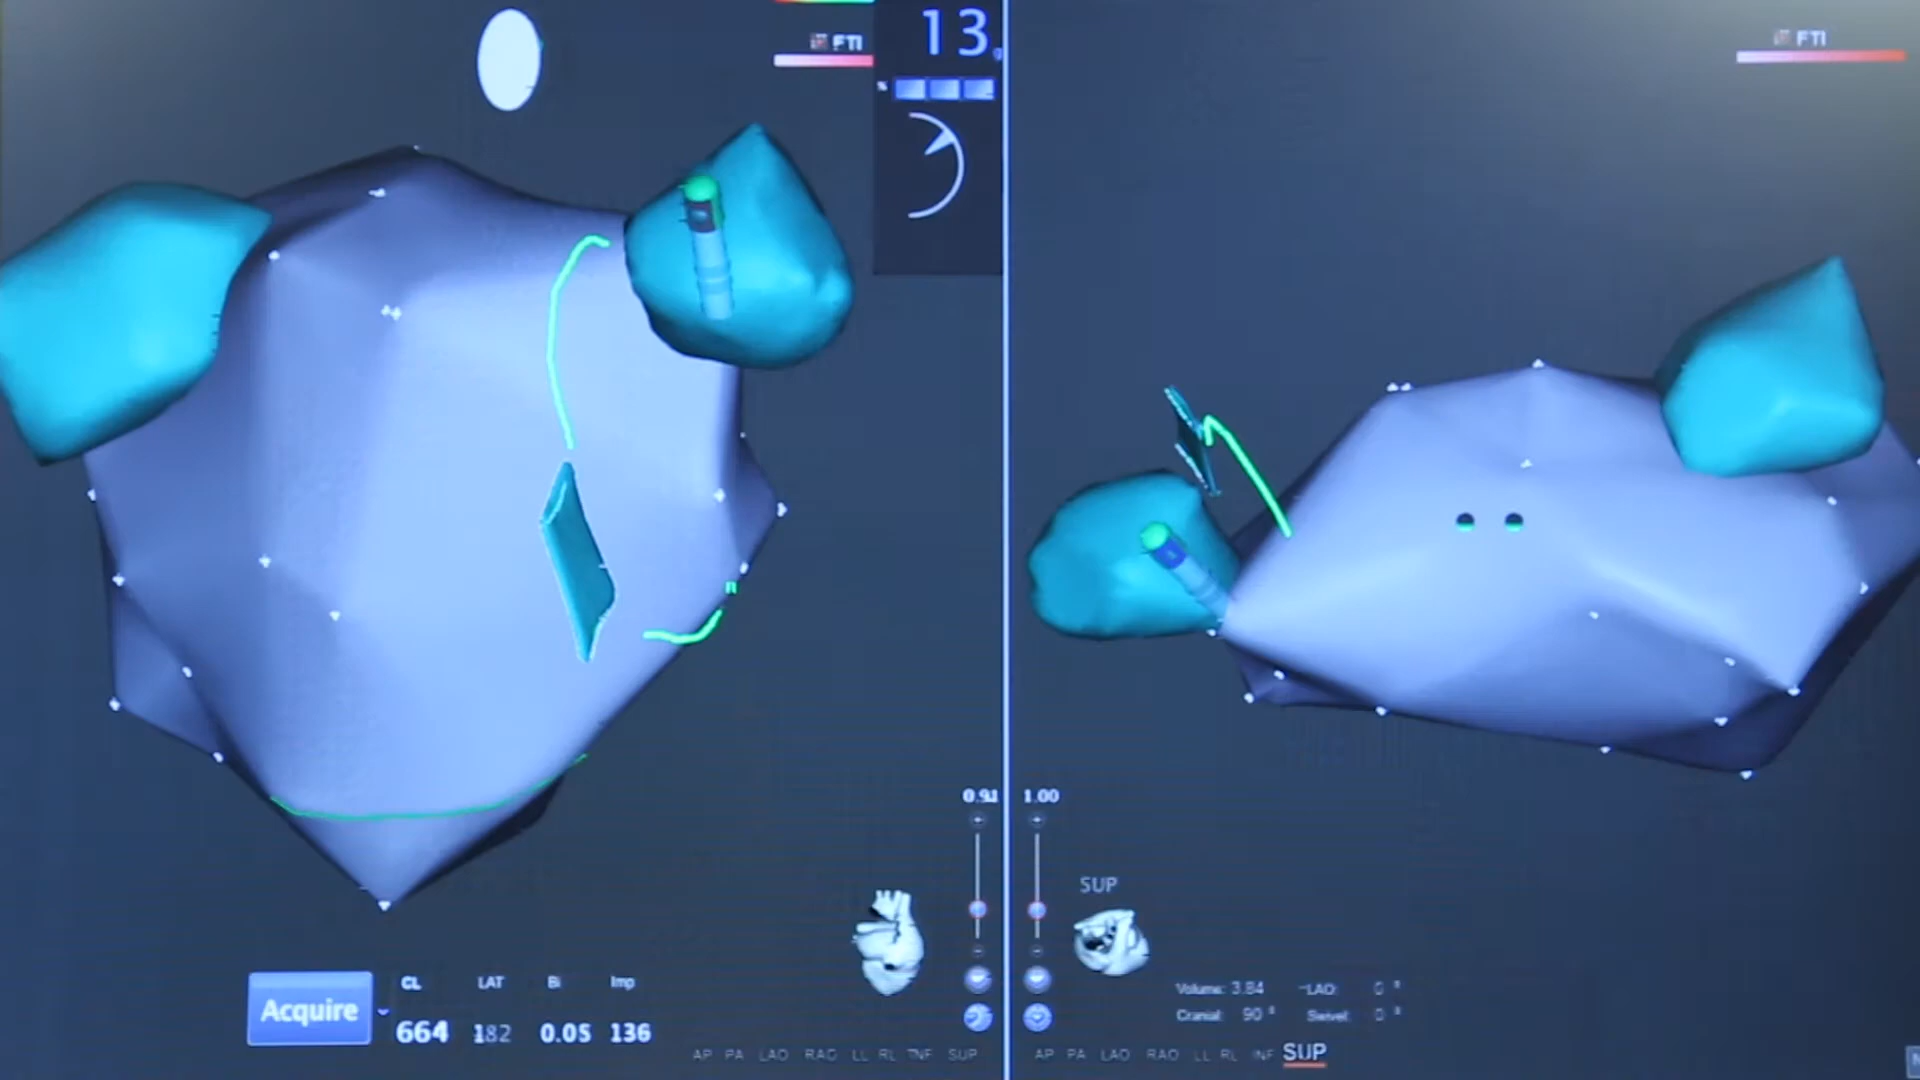 FTI
13
%
FTI
0.91 1.00
SUP
Acquire
CL LAT Bi Imp
664 182 0.05 136
Volume: 3.84 LAO: 0 °
Cranial: 90 ° Swivel: 0 °
AP PA LAO RAO LL RL INF SUP
AP PA LAO RAO LL RL INF SUP